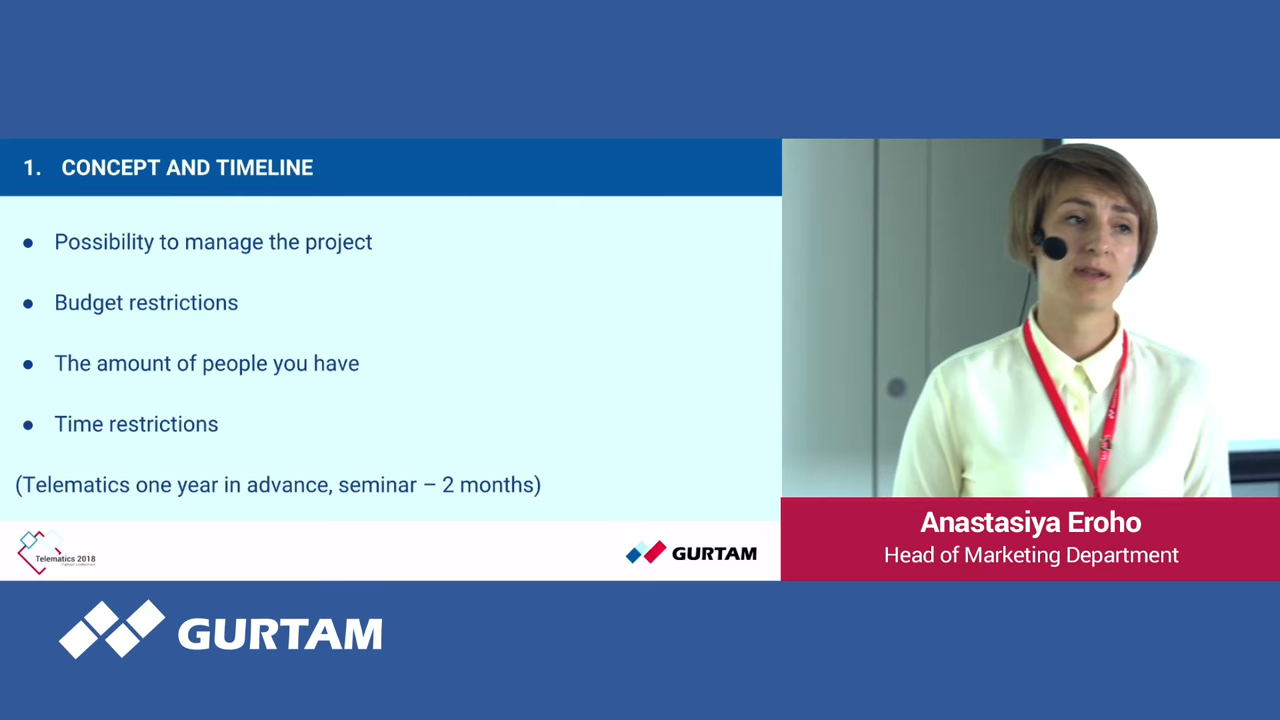 1. CONCEPT AND TIMELINE
● Possibility to manage the project
● Budget restrictions
● The amount of people you have
● Time restrictions
(Telematics one year in advance, seminar – 2 months)
Telematics 2018
GURTAM
Anastasiya Eroho
Head of Marketing Department
GURTAM